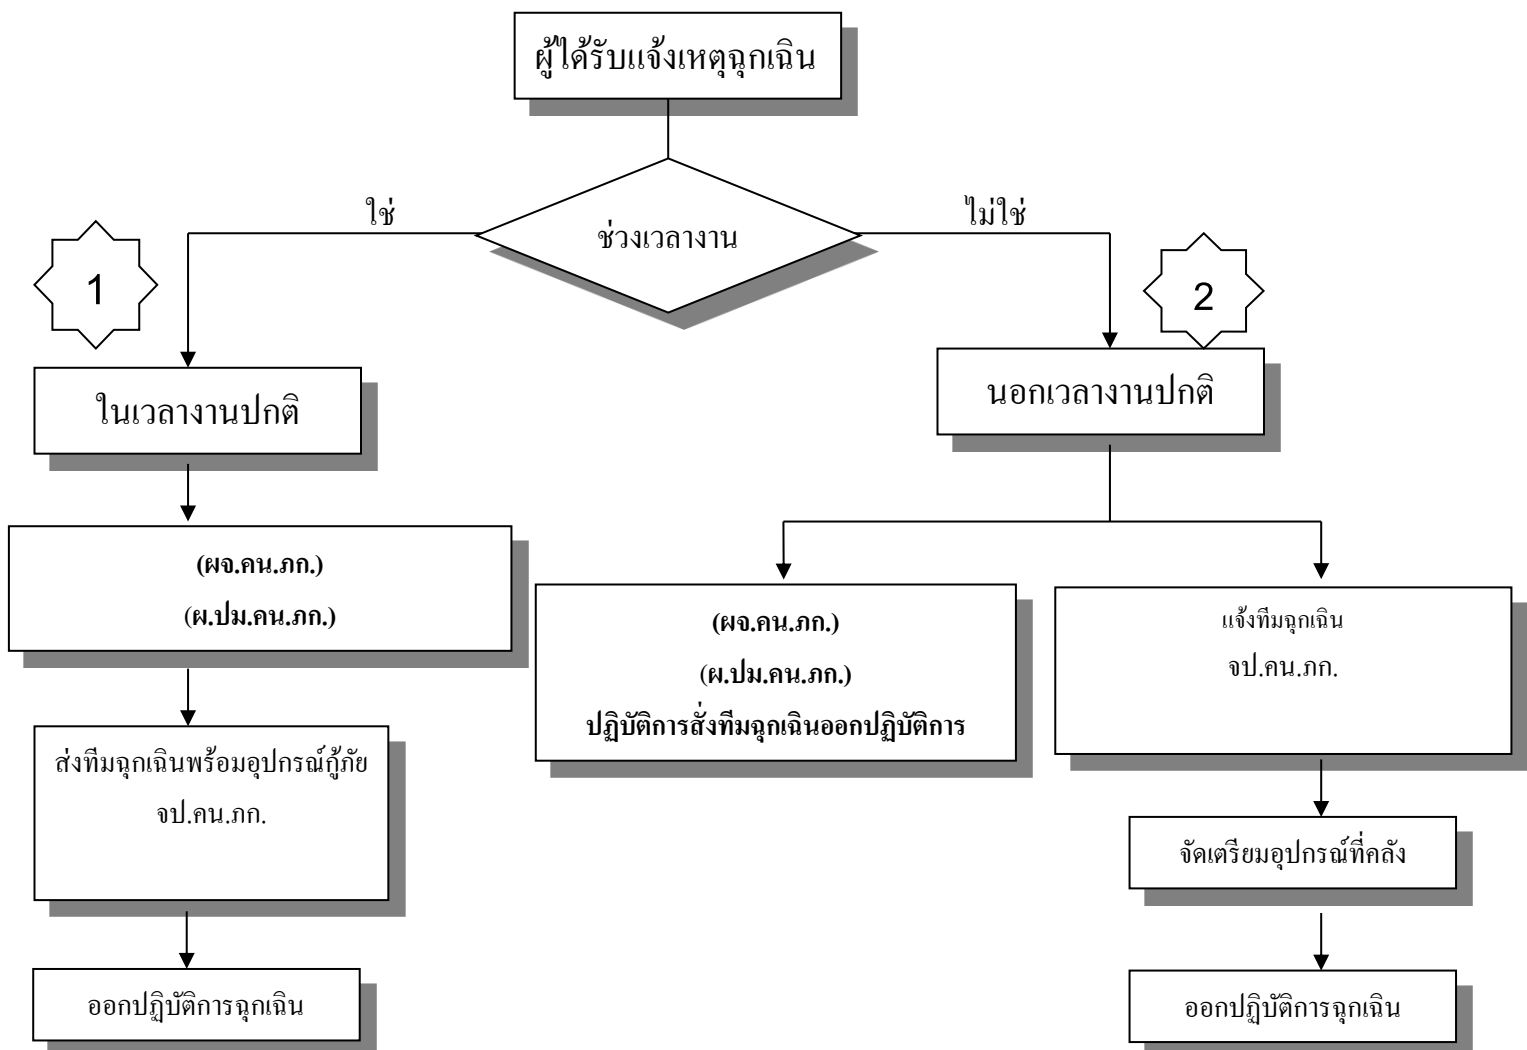 ผู้ได้รับแจ้งเหตุฉุกเฉิน
ใช่
ช่วงเวลางาน
ไม่ใช่
1
ในเวลางานปกติ
(ผจ.คน.ภก.)
(ผ.ปม.คน.ภก.)
ส่งทีมฉุกเฉินพร้อมอุปกรณ์กู้ภัย
จป.คน.ภก.
ออกปฏิบัติการฉุกเฉิน
2
นอกเวลางานปกติ
(ผจ.คน.ภก.)
(ผ.ปม.คน.ภก.)
ปฏิบัติการสั่งทีมฉุกเฉินออกปฏิบัติการ
แจ้งทีมฉุกเฉิน
จป.คน.ภก.
จัดเตรียมอุปกรณ์ที่คลัง
ออกปฏิบัติการฉุกเฉิน